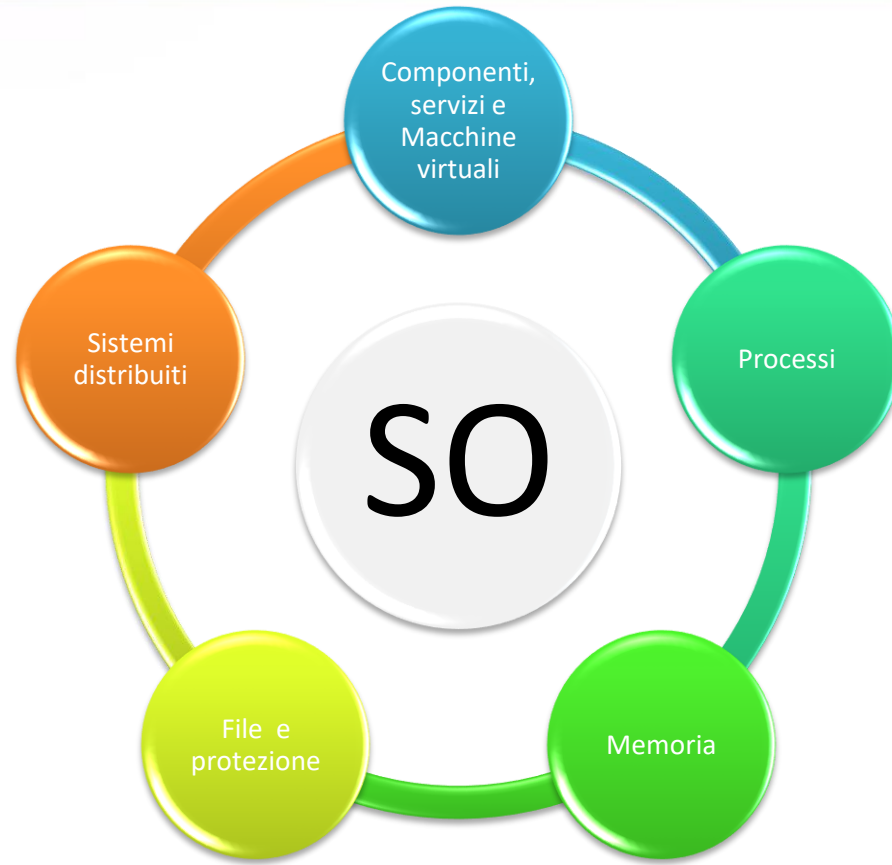 Componenti,
servizi e
Macchine
virtuali
Processi
Memoria
File e
protezione
Sistemi
distribuiti
SO